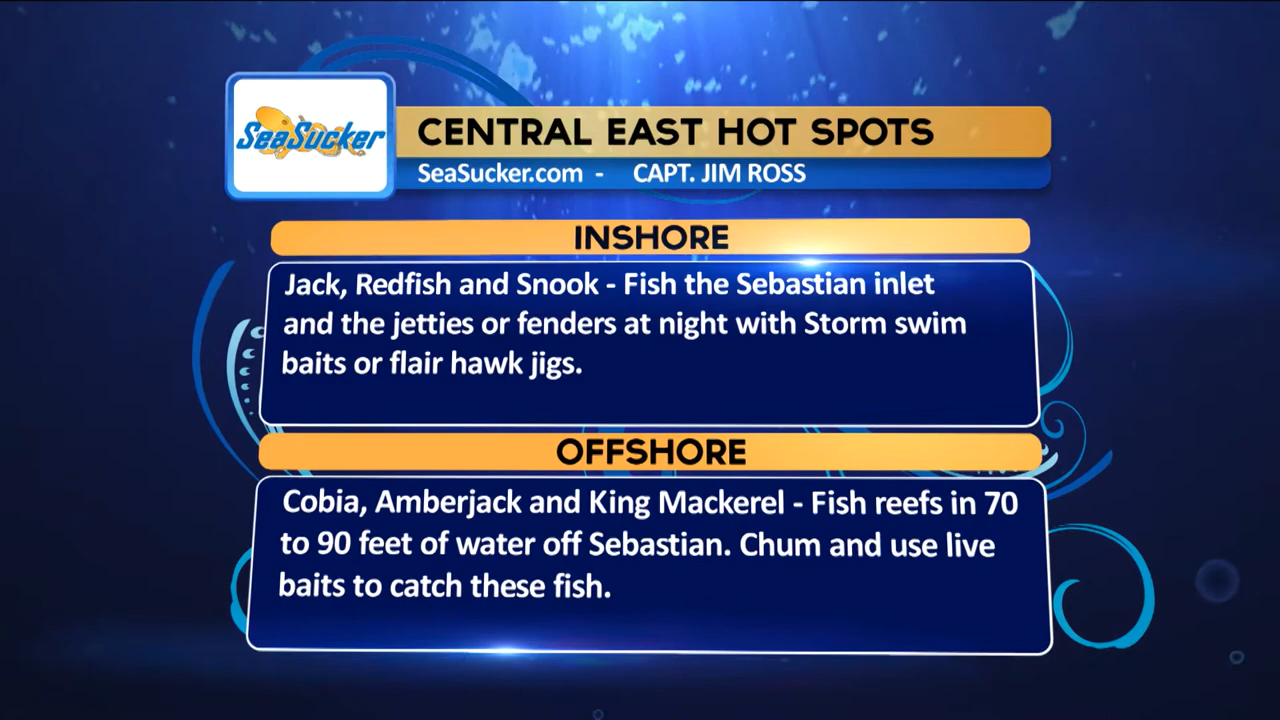 SeaSucker
CENTRAL EAST HOT SPOTS
SeaSucker.com - CAPT. JIM ROSS
INSHORE
Jack, Redfish and Snook - Fish the Sebastian inlet
and the jetties or fenders at night with Storm swim
baits or flair hawk jigs.
OFFSHORE
Cobia, Amberjack and King Mackerel - Fish reefs in 70
to 90 feet of water off Sebastian. Chum and use live
baits to catch these fish.